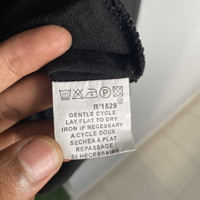 n°1529
GENTLE CYCLE
LAY FLAT TO DRY
IRON IF NECESSARY
A CYCLE DOUX
SECHEA A PLAT
REPASSAGE
SI NECESSAIRE